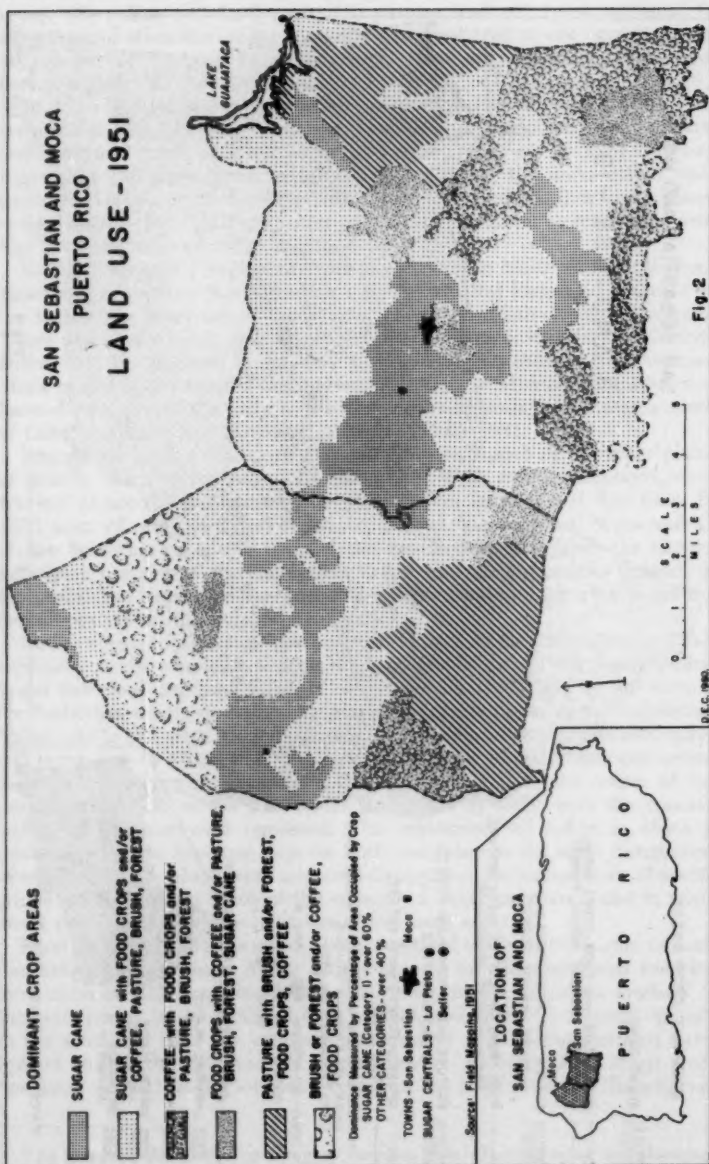 SAN SEBASTIAN AND MOCA
PUERTO RICO
LAND USE - 1951
LAKE
GUAJATACA
DOMINANT CROP AREAS
SUGAR CANE
SUGAR CANE with FOOD CROPS and/or
COFFEE, PASTURE, BRUSH, FOREST
COFFEE with FOOD CROPS and/or
PASTURE, BRUSH, FOREST
FOOD CROPS with COFFEE and/or PASTURE,
BRUSH, FOREST, SUGAR CANE
PASTURE with BRUSH and/or FOREST,
FOOD CROPS, COFFEE
BRUSH or FOREST and/or COFFEE,
FOOD CROPS
Dominance Measured by Percentage of Area Occupied by Crop
SUGAR CANE (Category I) - over 60%
OTHER CATEGORIES - over 40%
TOWNS - San Sebastian Moca
SUGAR CENTRALS - La Plata
Soller
Source: Field Mapping, 1951
LOCATION OF
SAN SEBASTIAN AND MOCA
Moca
San Sebastian
PUERTO RICO
N
SCALE
0 1 2 3 4 5
MILES
D.E.C. 1960.
Fig. 2